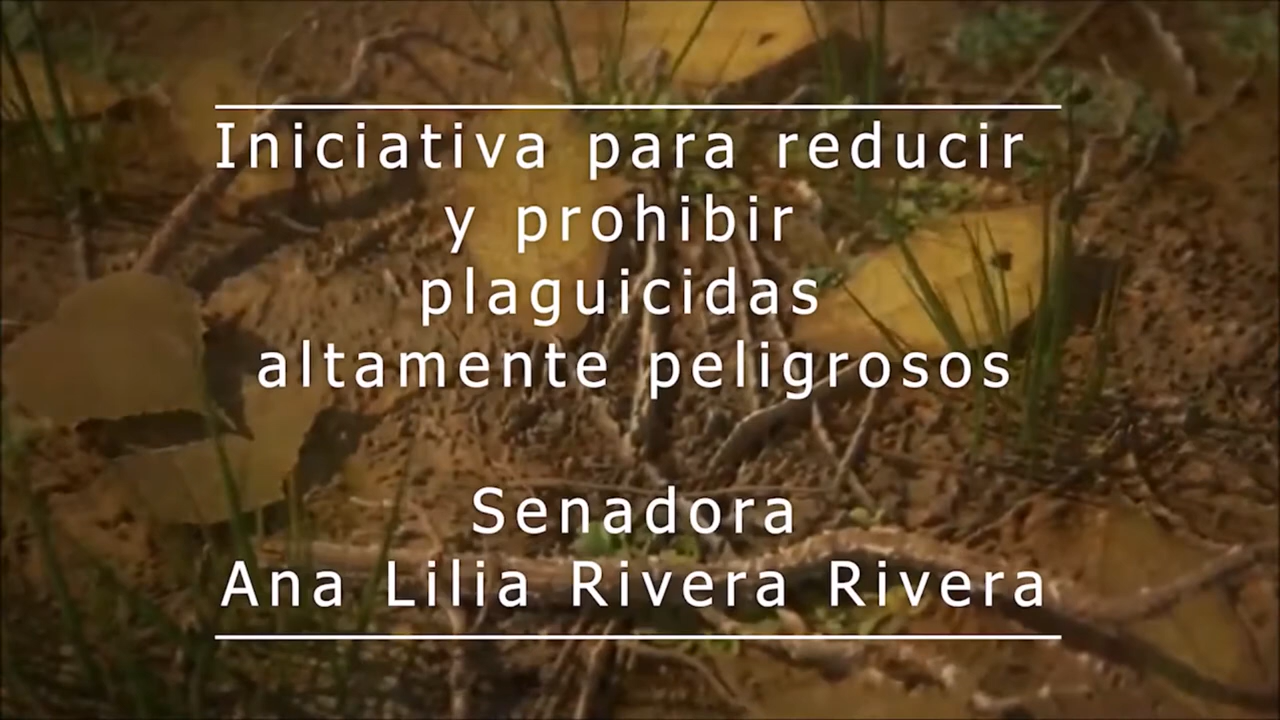 Iniciativa para reducir
y prohibir
plaguicidas
altamente peligrosos
Senadora
Ana Lilia Rivera Rivera